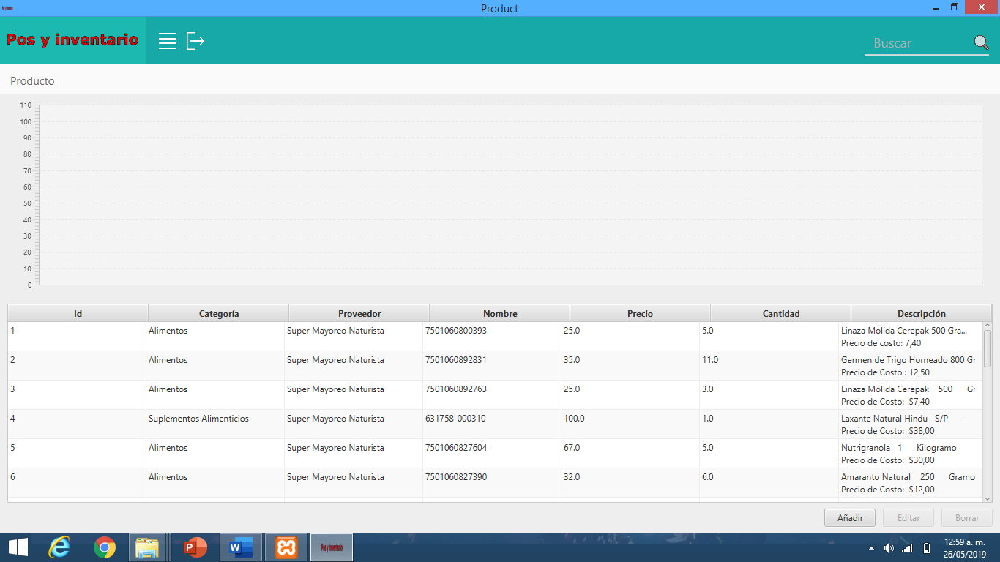 Pos y inventario
Product
Pos y inventario
Buscar
Producto
110
100
90
80
70
60
50
40
30
20
10
0
Id Categoría Proveedor Nombre Precio Cantidad Descripción
1 Alimentos Super Mayoreo Naturista 7501060800393 25.0 5.0 Linaza Molida Cerepak 500 Gra...
Precio de costo: 7,40
2 Alimentos Super Mayoreo Naturista 7501060892831 35.0 11.0 Germen de Trigo Horneado 800 Gr
Precio de Costo : 12,50
3 Alimentos Super Mayoreo Naturista 7501060892763 25.0 3.0 Linaza Molida Cerepak 500 Gr
Precio de Costo: $7,40
4 Suplementos Alimenticios Super Mayoreo Naturista 631758-000310 100.0 1.0 Laxante Natural Hindu S/P -
Precio de Costo: $38,00
5 Alimentos Super Mayoreo Naturista 7501060827604 67.0 5.0 Nutrigranola 1 Kilogramo
Precio de Costo: $30,00
6 Alimentos Super Mayoreo Naturista 7501060827390 32.0 6.0 Amaranto Natural 250 Gramo
Precio de Costo: $12,00
Añadir Editar Borrar
Pos y inventario
12:59 a. m.
26/05/2019